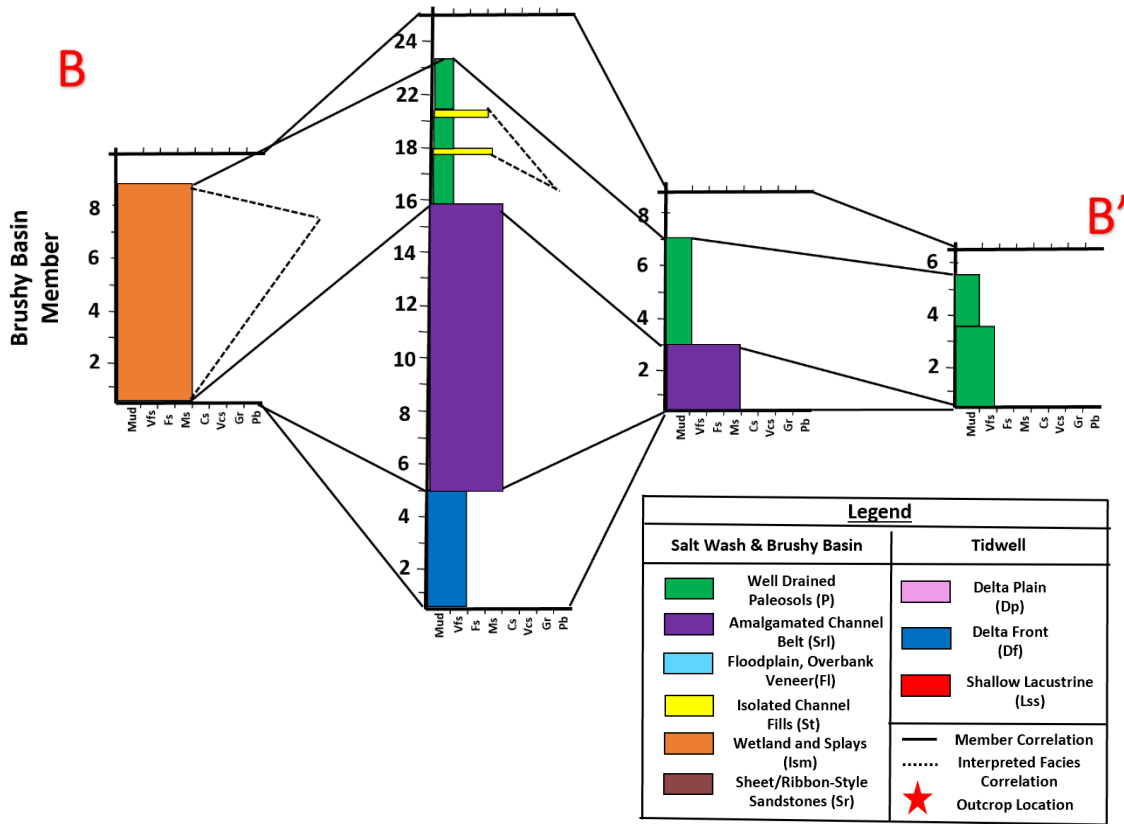 B
B'
Brushy Basin
Member
8
6
4
2
Mud Vfs Fs Ms Cs Vcs Gr Pb
24
22
18
16
14
12
10
8
6
4
2
Mud Vfs Fs Ms Cs Vcs Gr Pb
8
6
4
2
Mud Vfs Fs Ms Cs Vcs Gr Pb
6
4
2
Mud Vfs Fs Ms Cs Vcs Gr Pb
Legend
Salt Wash & Brushy Basin
Well Drained
Paleosols (P)
Amalgamated Channel
Belt (Srl)
Floodplain, Overbank
Veneer(Fl)
Isolated Channel
Fills (St)
Wetland and Splays
(Ism)
Sheet/Ribbon-Style
Sandstones (Sr)
Tidwell
Delta Plain
(Dp)
Delta Front
(Df)
Shallow Lacustrine
(Lss)
Member Correlation
Interpreted Facies
Correlation
Outcrop Location